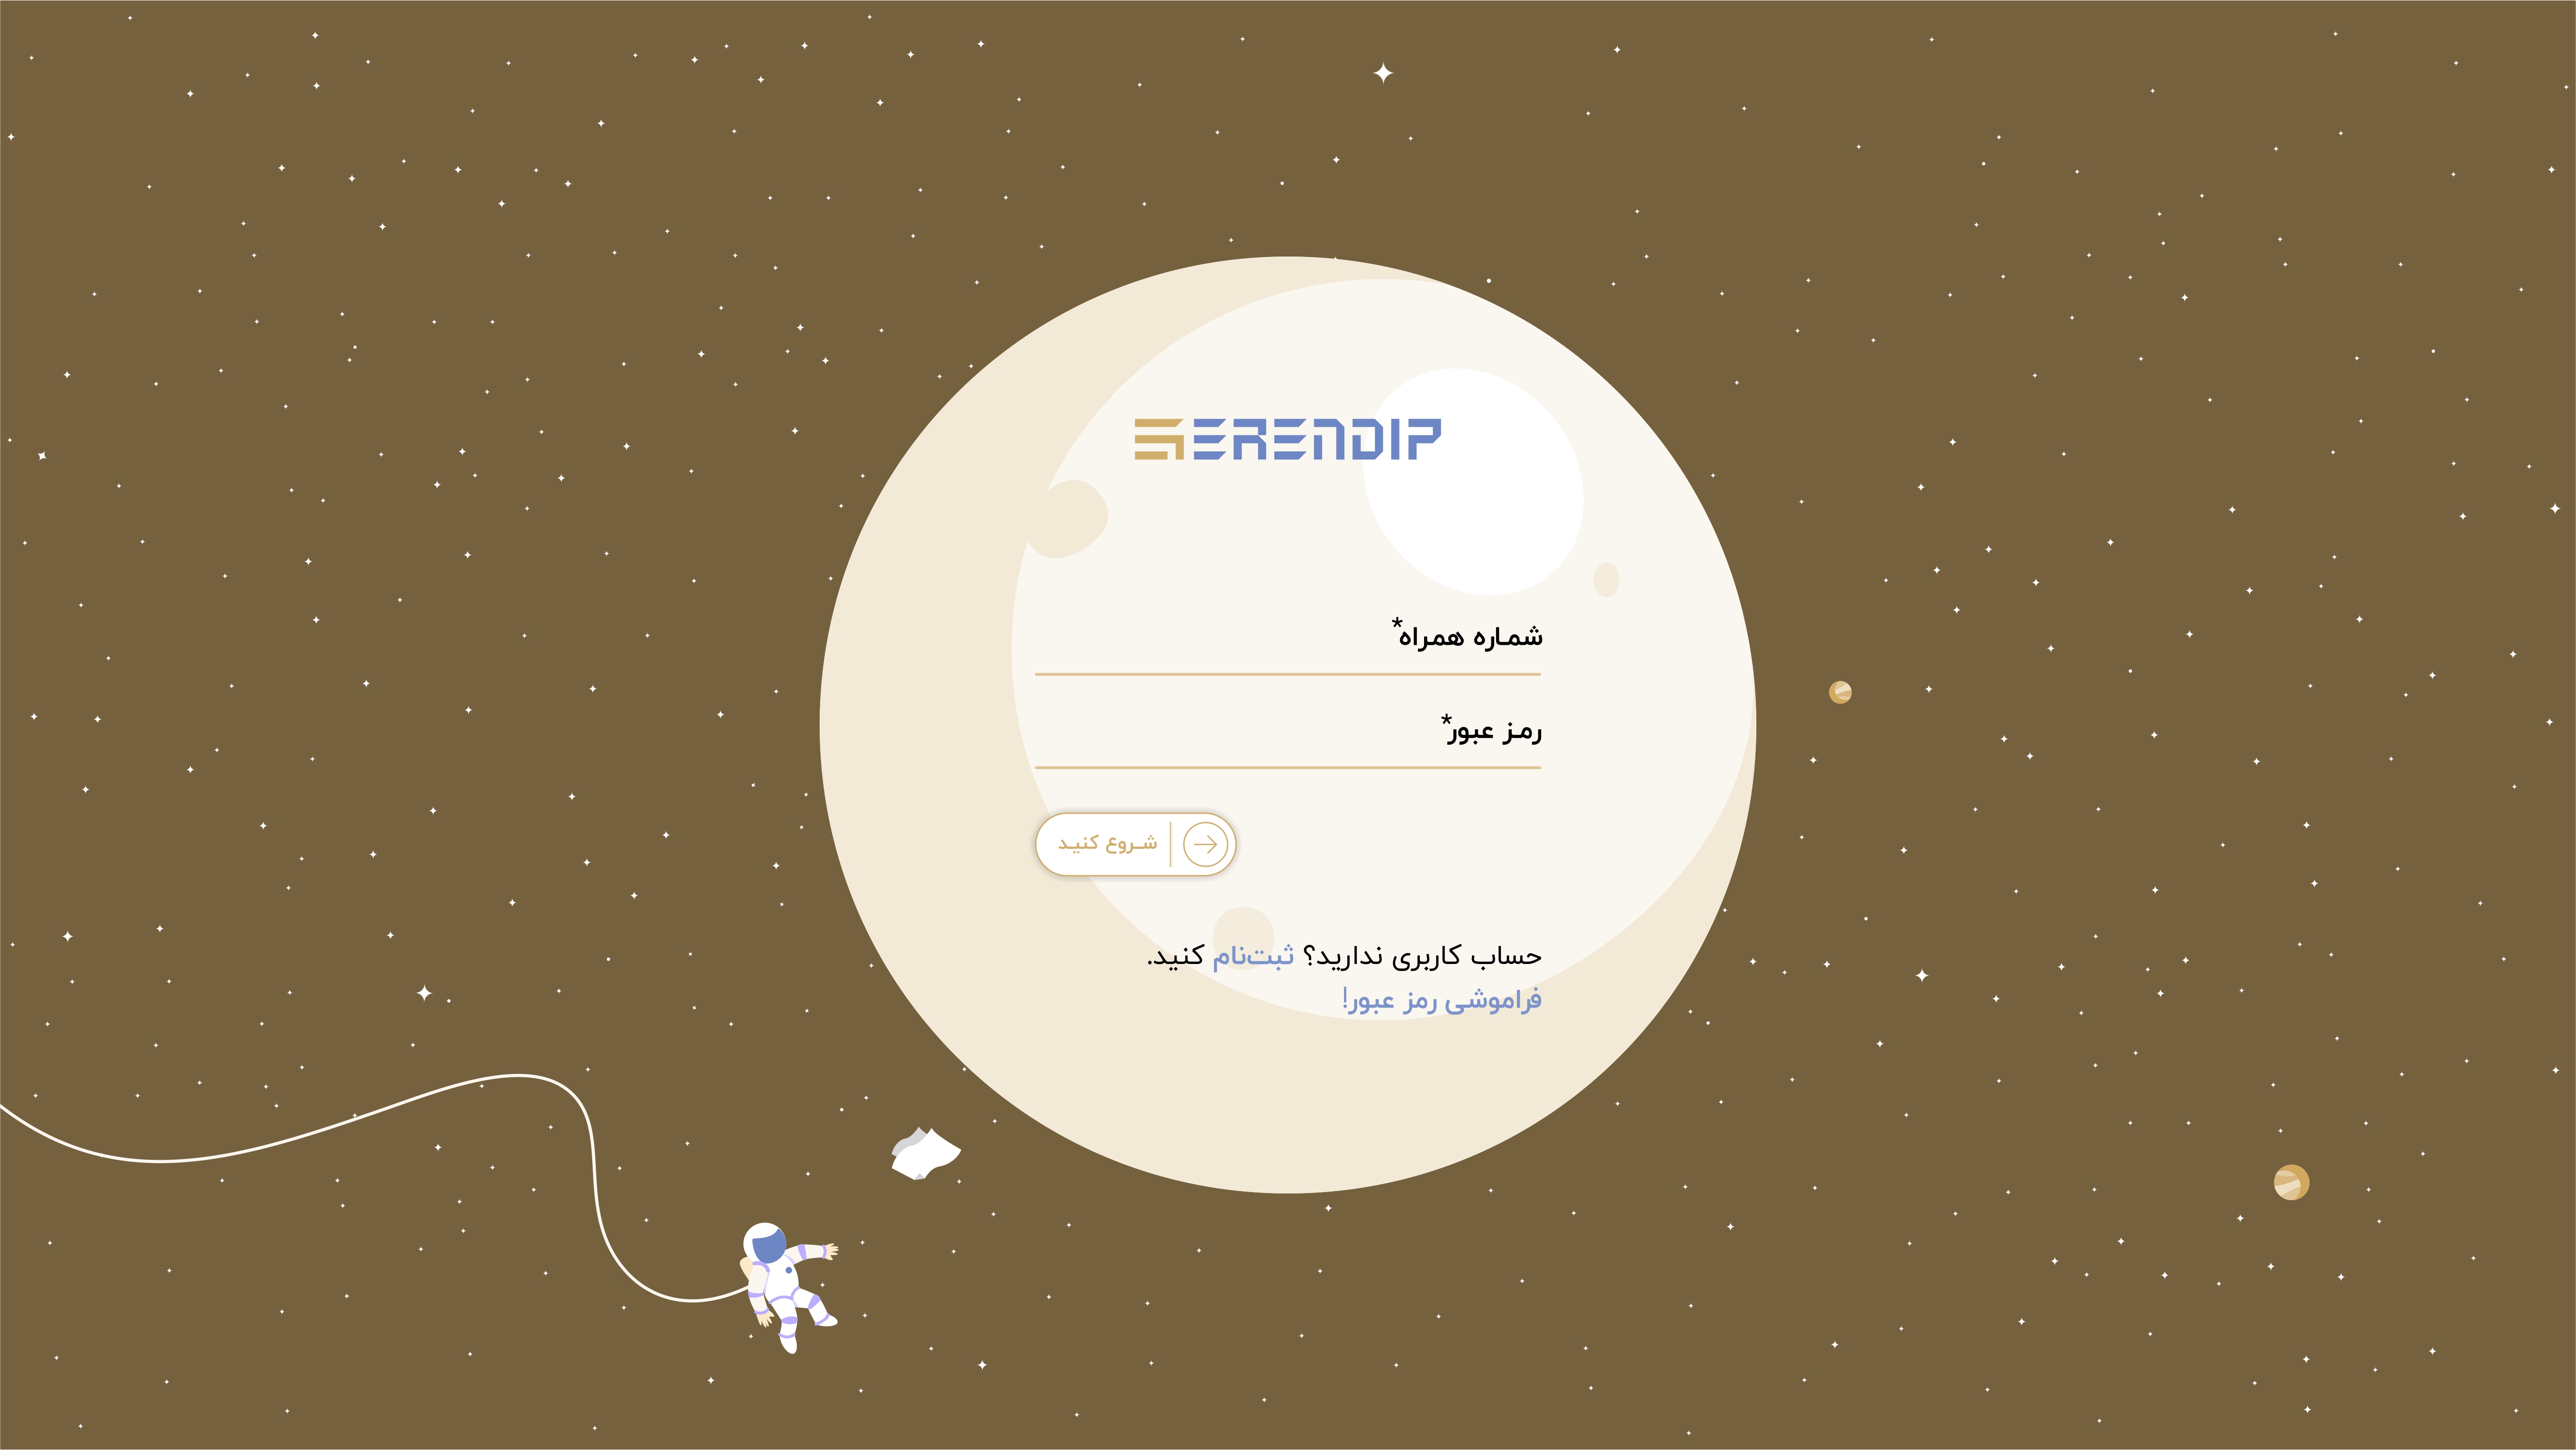 SERENDIP
شماره همراه*
رمز عبور*
شروع کنید
حساب کاربری ندارید؟ ثبت‌نام کنید.
فراموشی رمز عبور!